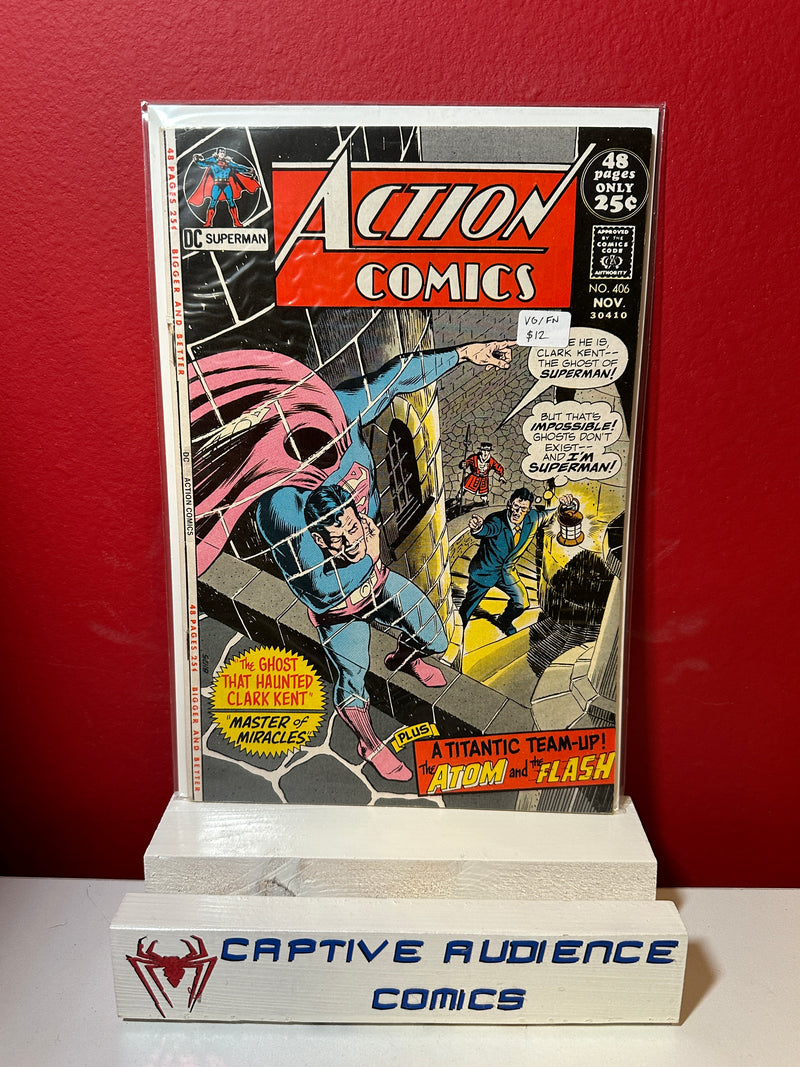 48 PAGES 25¢ BIGGER AND BETTER
DC SUPERMAN
ACTION
COMICS
48
pages
ONLY
25¢
APPROVED
BY THE
COMICS
CODE
CA
AUTHORITY
NO. 406
NOV.
30410
VG/FN
$12
HE IS
CLARK KENT--
THE GHOST OF
SUPERMAN!
BUT THAT'S
IMPOSSIBLE!
GHOSTS DON'T
EXIST--
AND I'M
SUPERMAN!
DC ACTION COMICS
48 PAGES 25¢ BIGGER AND BETTER
The GHOST
THAT HAUNTED
CLARK KENT"
"MASTER of
MIRACLES"
PLUS
A TITANTIC TEAM-UP!
The ATOM and the FLASH
CAPTIVE AUDIENCE
COMICS